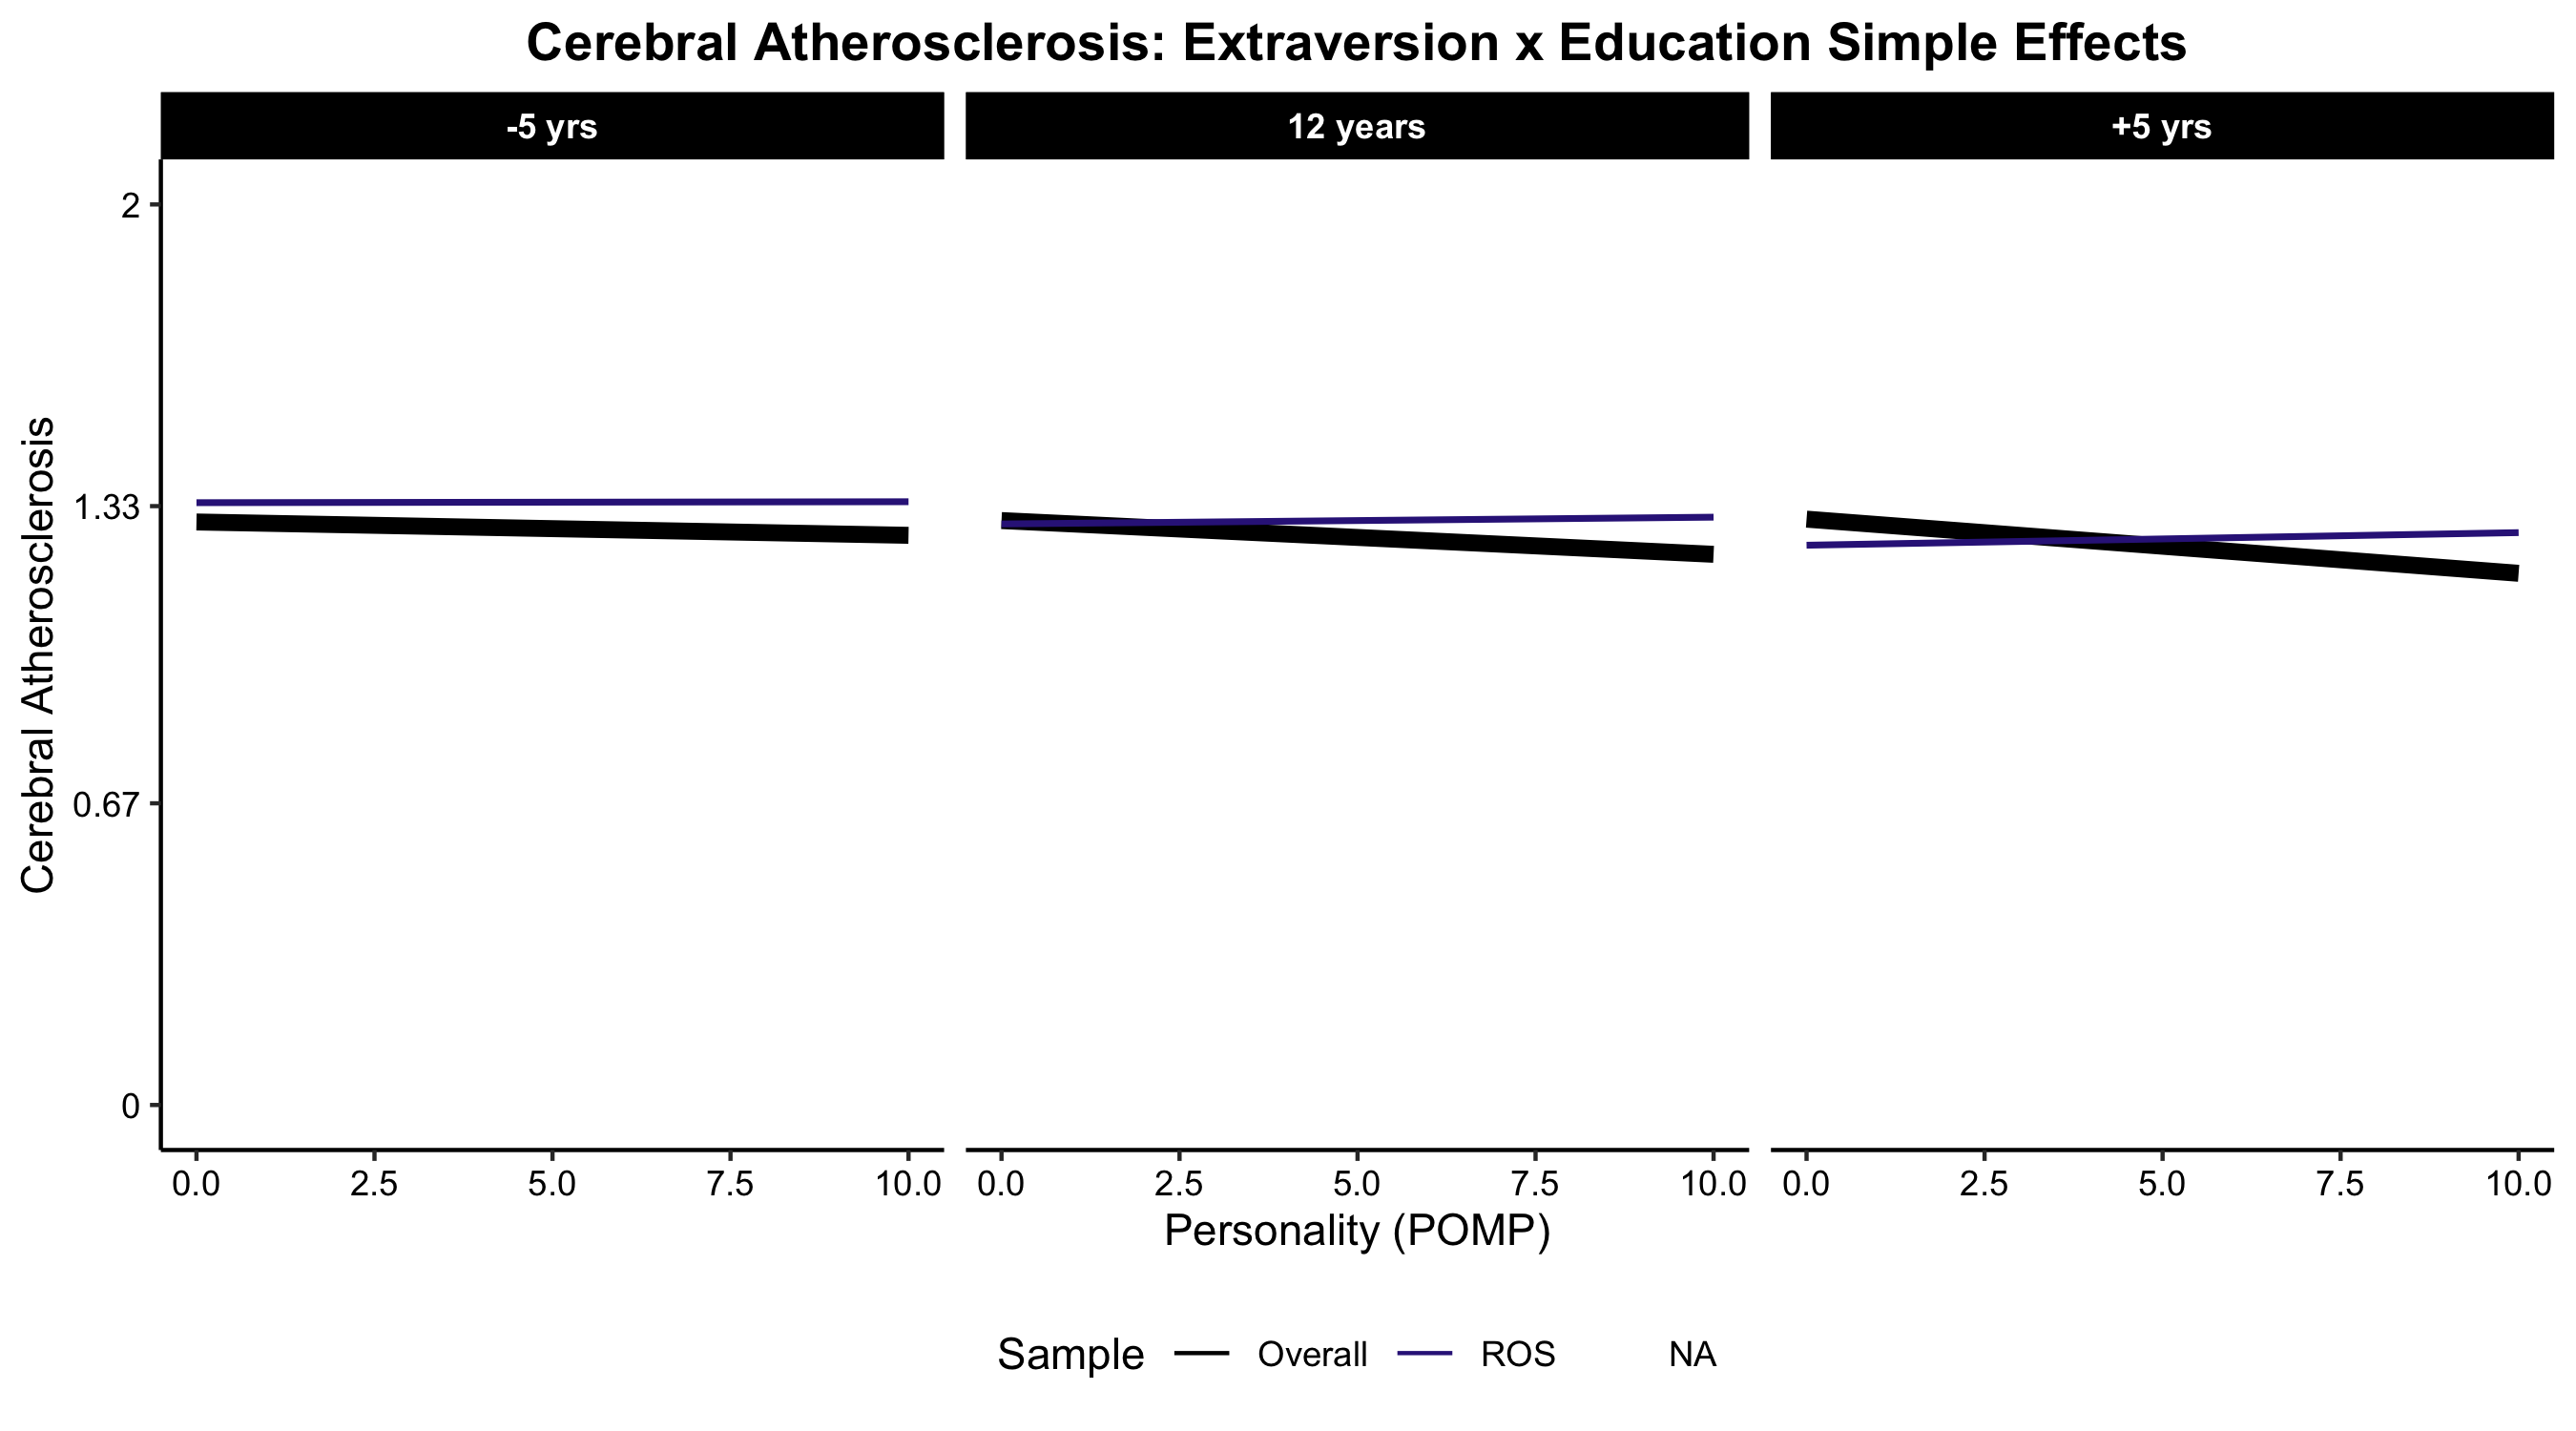 Cerebral Atherosclerosis: Extraversion x Education Simple Effects
-5 yrs
12 years
+5 yrs
Cerebral Atherosclerosis
2
1.33
0.67
0
0.0 2.5 5.0 7.5 10.0
0.0 2.5 5.0 7.5 10.0
0.0 2.5 5.0 7.5 10.0
Personality (POMP)
Sample Overall ROS NA